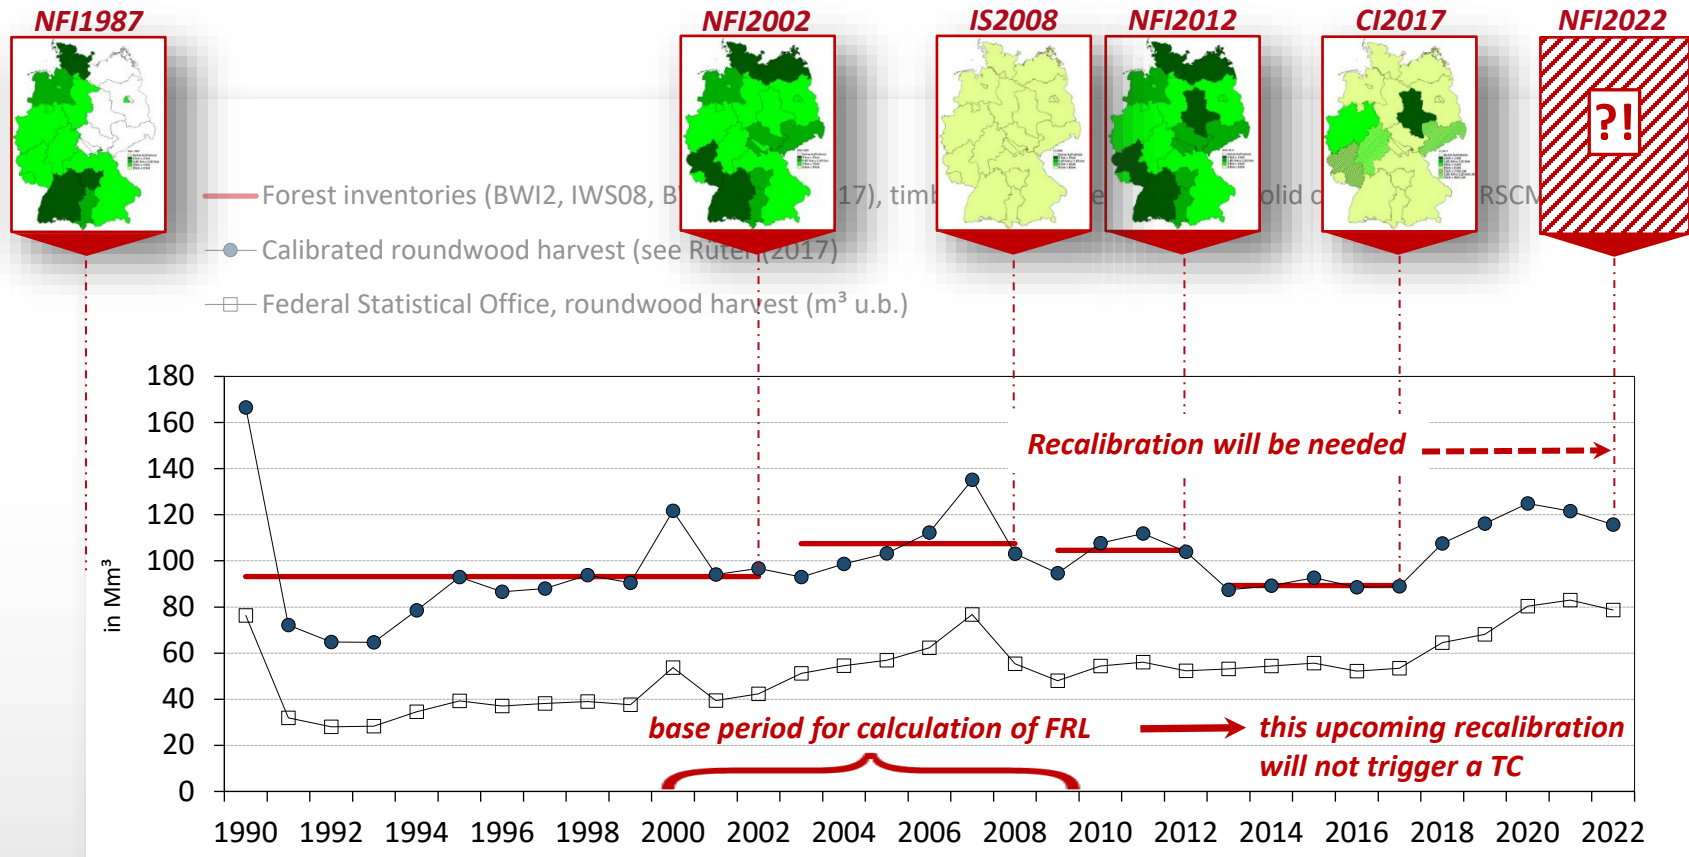 NFI1987
NFI2002
IS2008
NFI2012
CI2017
NFI2022
?!
Forest inventories (BWI2, IWS08, B 17), timb olid o RSCM
Calibrated roundwood harvest (see Rüter (2017)
Federal Statistical Office, roundwood harvest (m³ u.b.)
180
160
140
120
100
80
60
40
20
0
in Mm³
Recalibration will be needed
base period for calculation of FRL
this upcoming recalibration
will not trigger a TC
1990 1992 1994 1996 1998 2000 2002 2004 2006 2008 2010 2012 2014 2016 2018 2020 2022